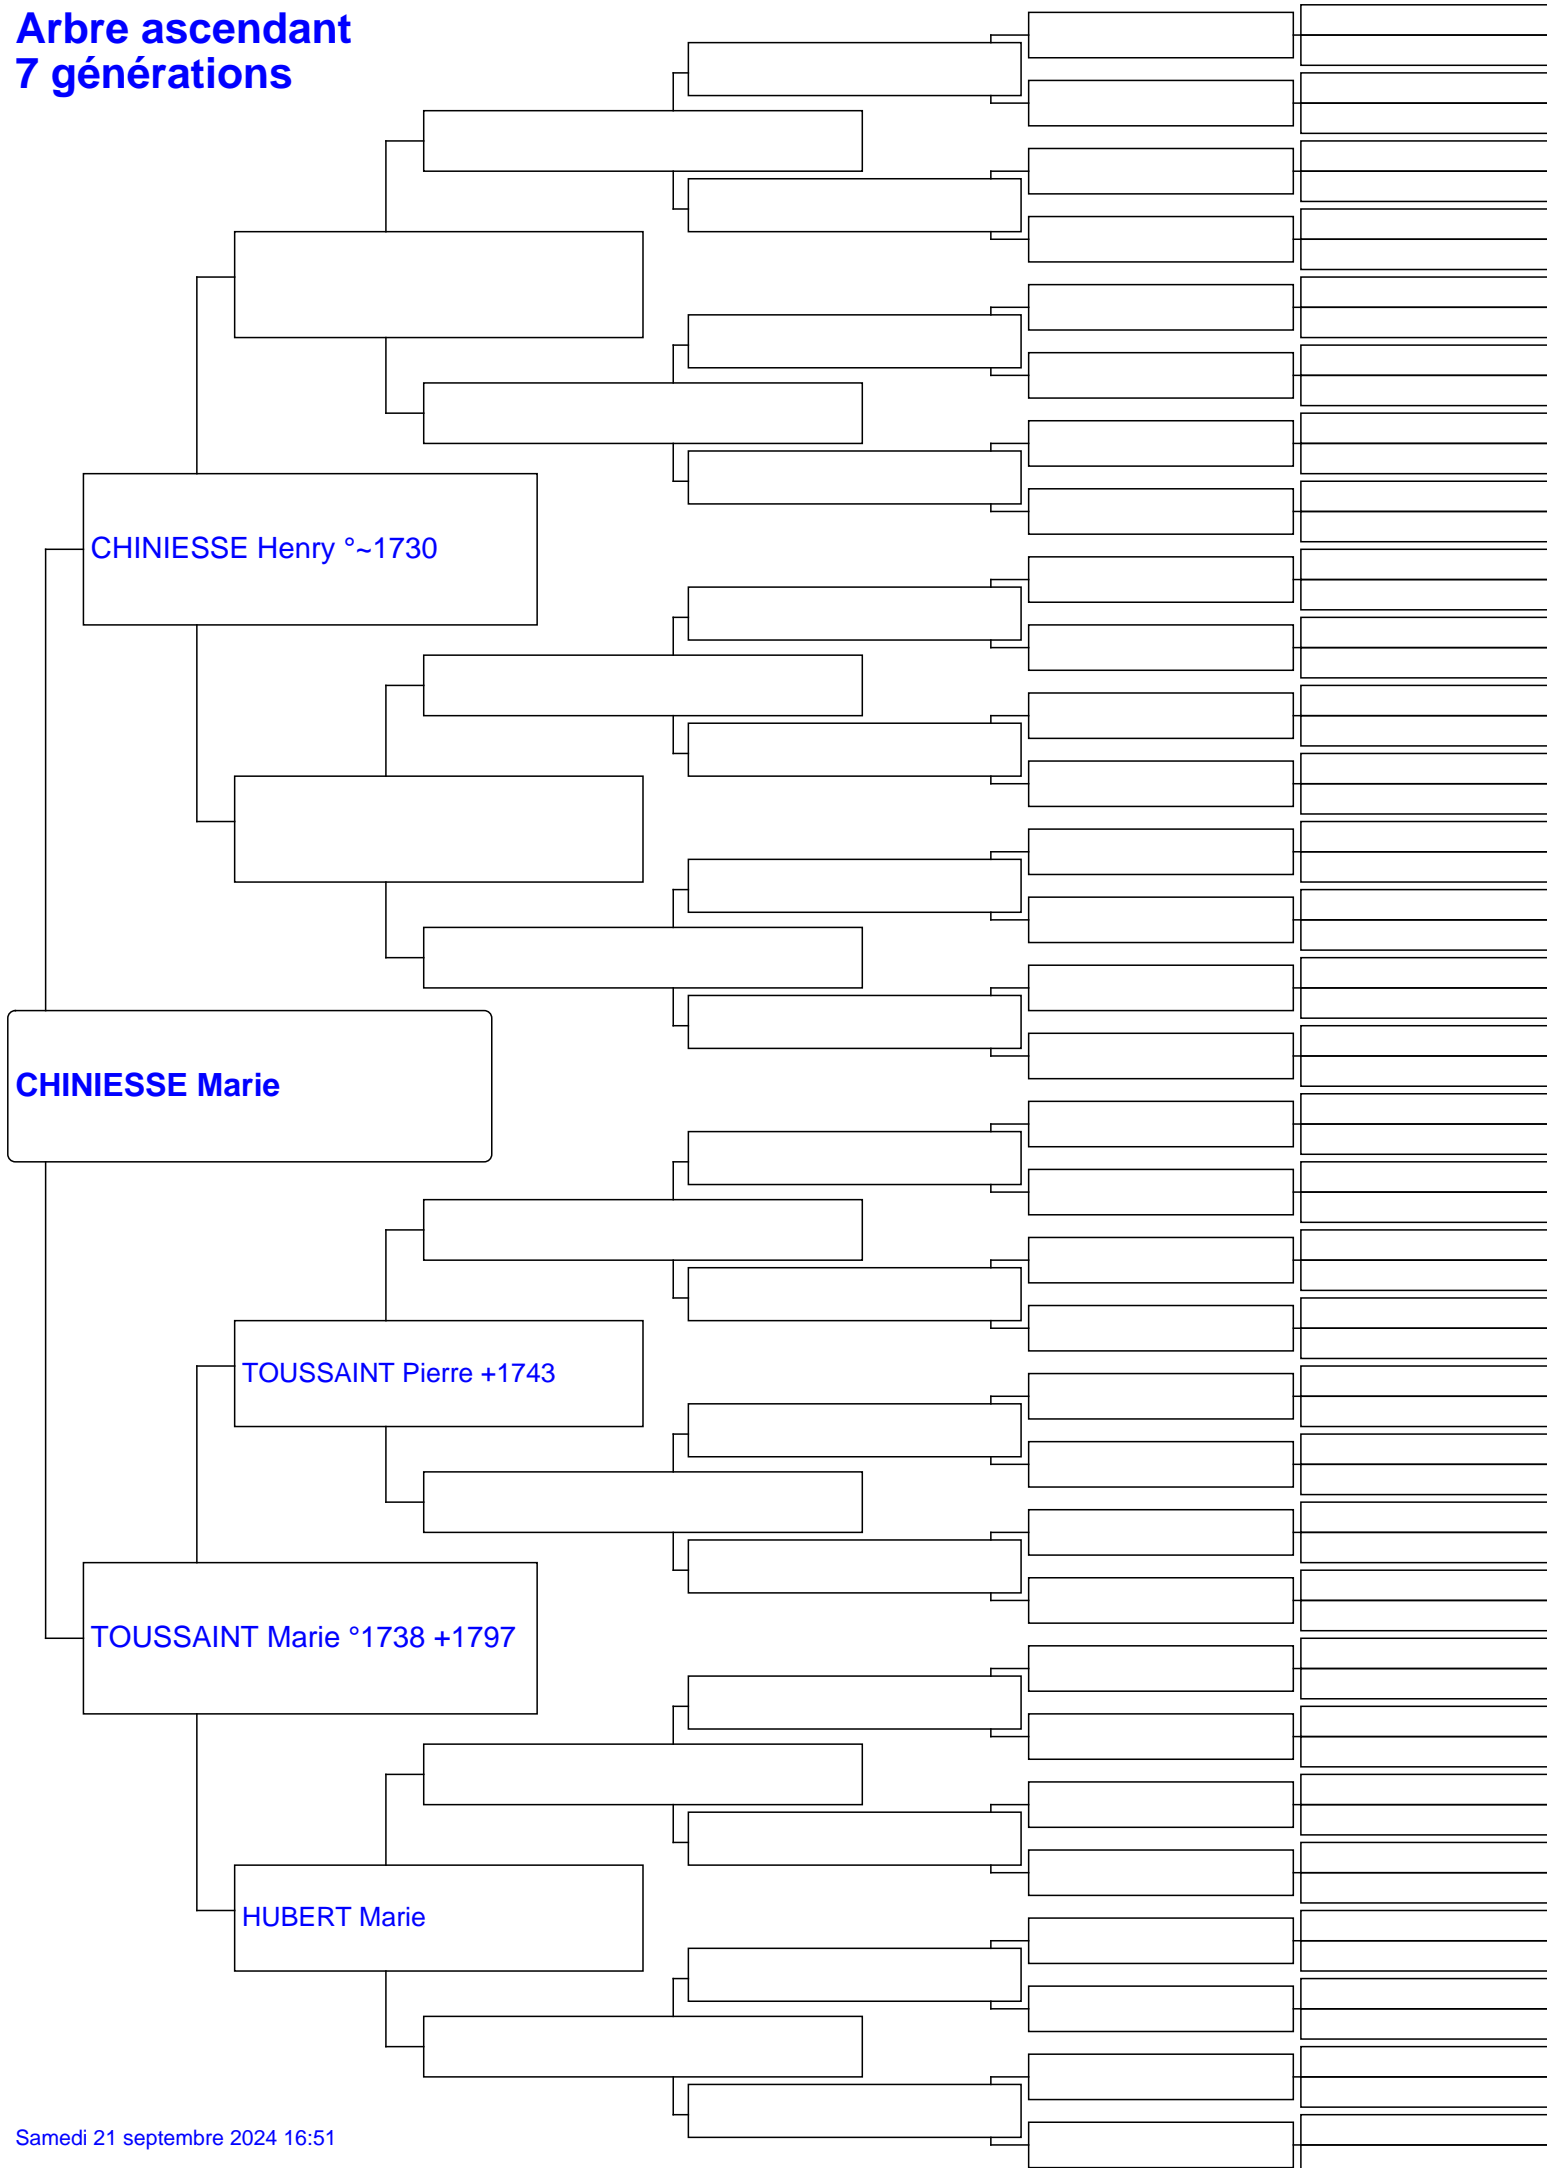 Arbre ascendant
7 générations
CHINIESSE Henry °~1730
CHINIESSE Marie
TOUSSAINT Pierre +1743
TOUSSAINT Marie °1738 +1797
HUBERT Marie
Samedi 21 septembre 2024 16:51